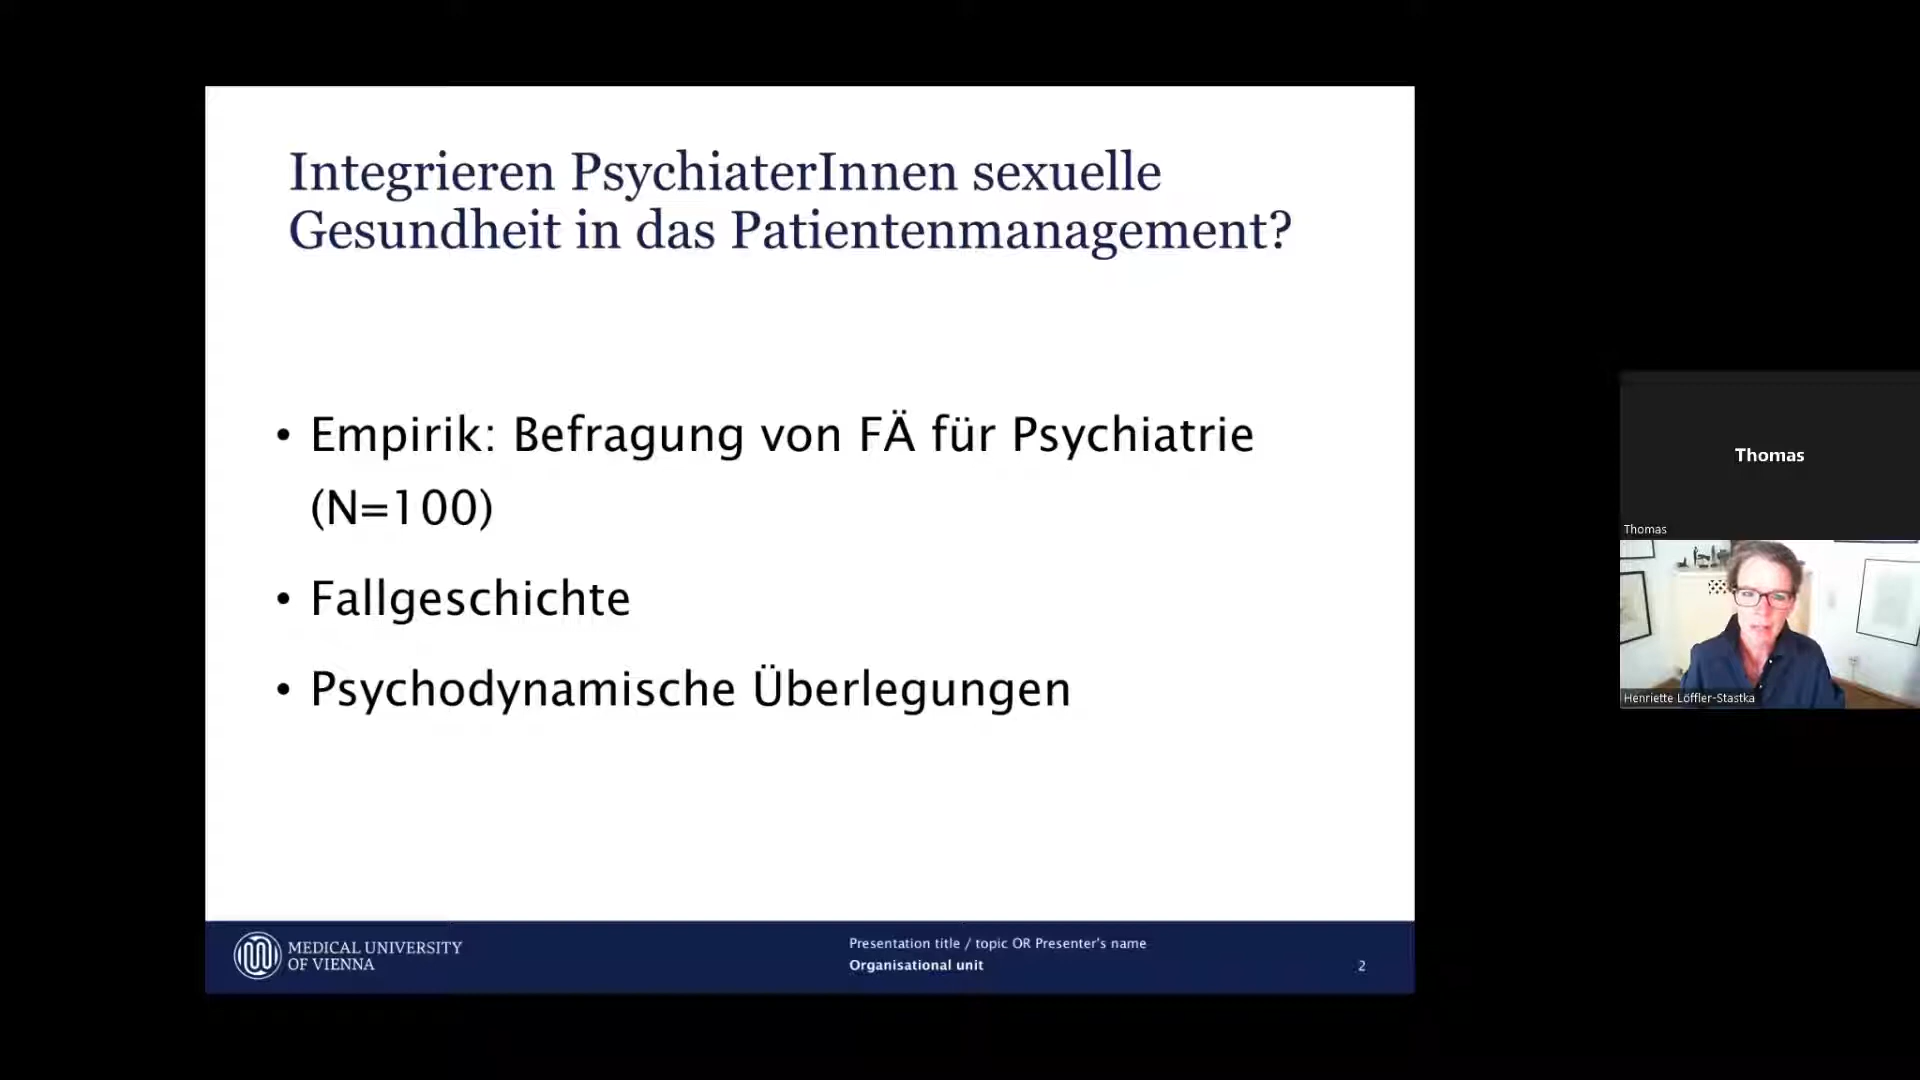 Integrieren PsychiaterInnen sexuelle
Gesundheit in das Patientenmanagement?
• Empirik: Befragung von FÄ für Psychiatrie
(N=100)
• Fallgeschichte
• Psychodynamische Überlegungen
MEDICAL UNIVERSITY
OF VIENNA
Presentation title / topic OR Presenter's name
Organisational unit
2
Thomas
Thomas
Henriette Löffler-Stastka